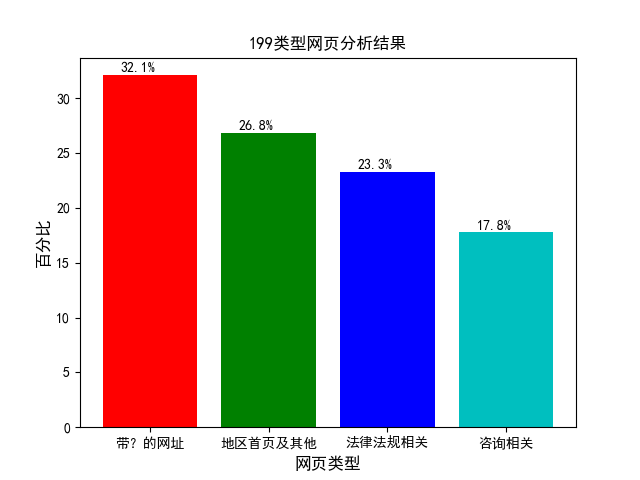 199类型网页分析结果
32.1%
26.8%
23.3%
17.8%
30
25
20
15
10
5
0
百分比
带？的网址
地区首页及其他
法律法规相关
咨询相关
网页类型